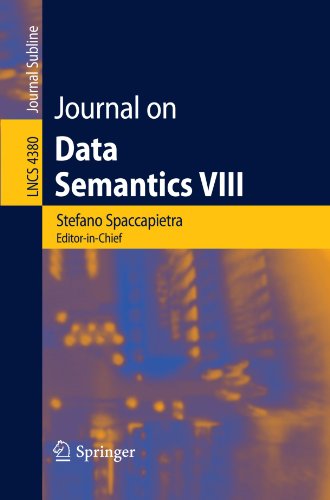 Journal Subline
LNCS 4380
Journal on
Data
Semantics VIII
Stefano Spaccapietra
Editor-in-Chief
Springer